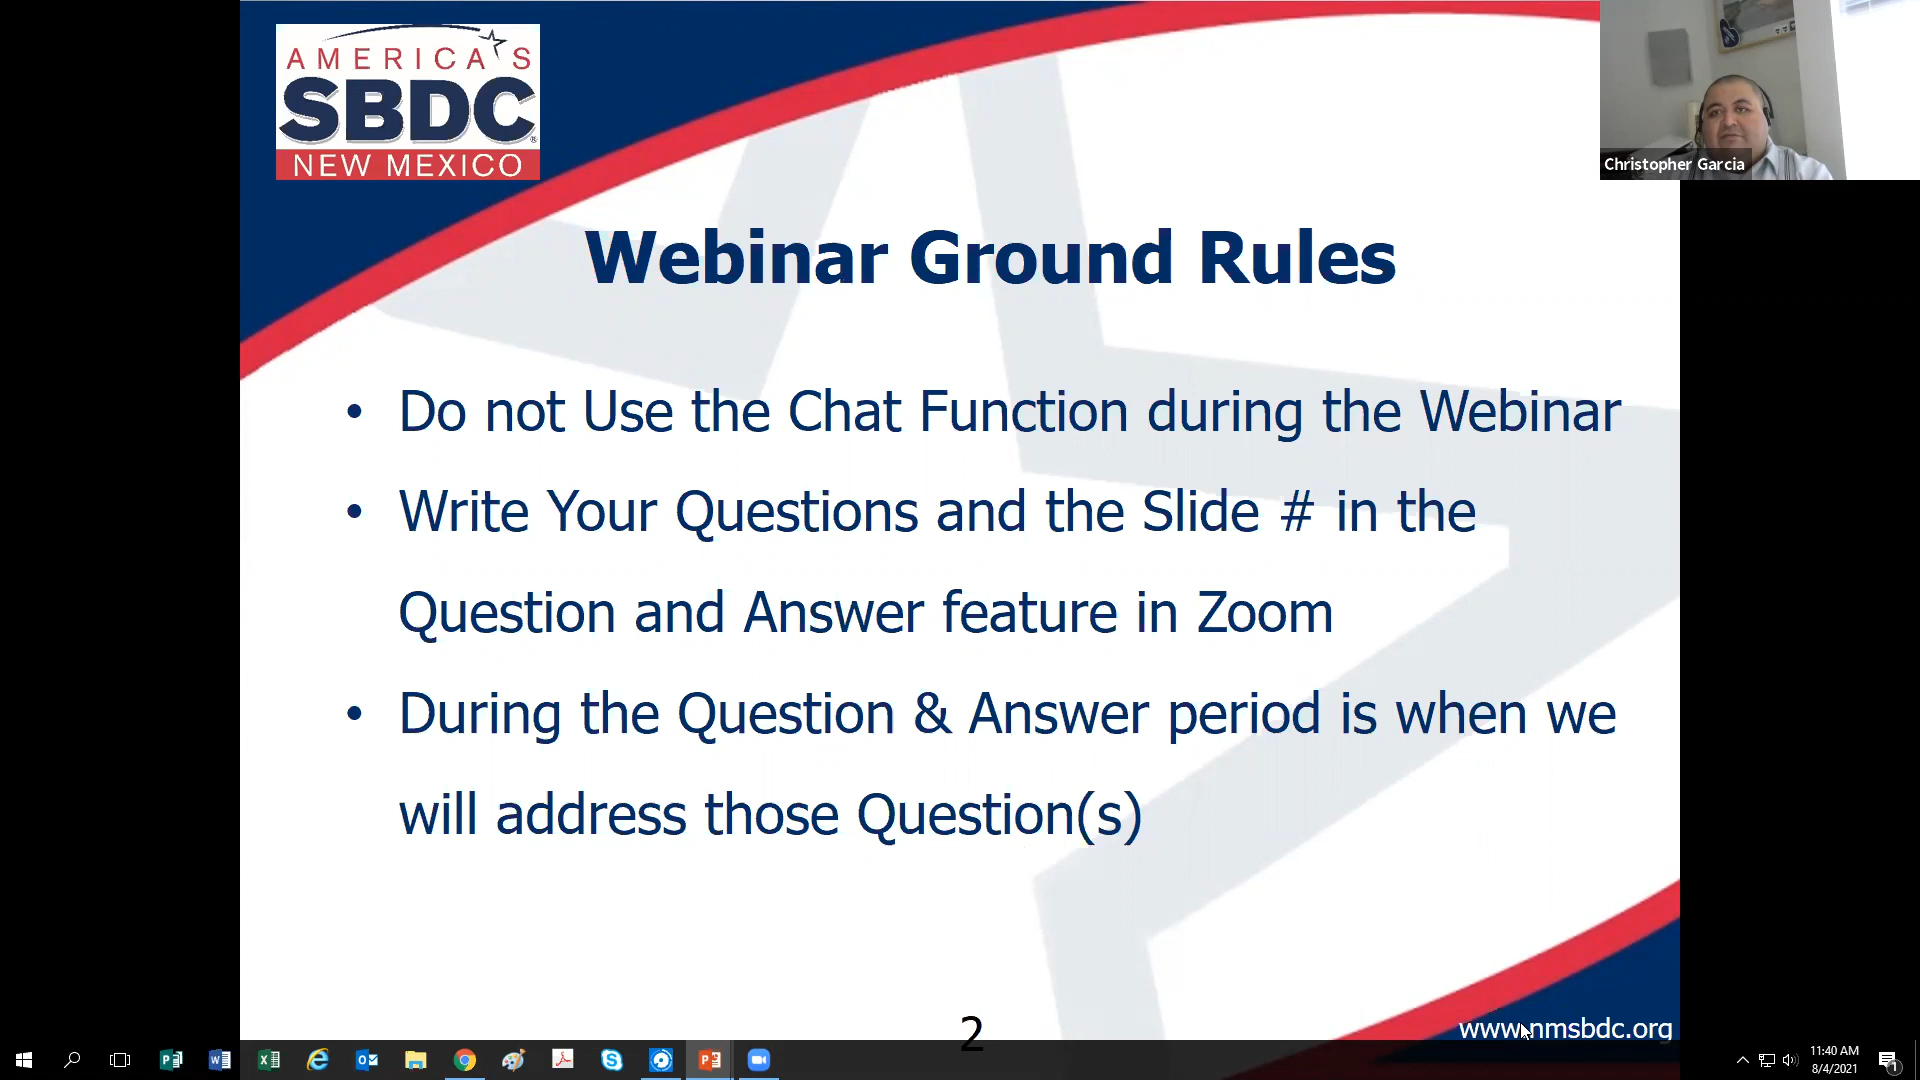 AMERICA'S
SBDC
NEW MEXICO
Christopher Garcia
Webinar Ground Rules
• Do not Use the Chat Function during the Webinar
• Write Your Questions and the Slide # in the
Question and Answer feature in Zoom
• During the Question & Answer period is when we
will address those Question(s)
2
www.nmsbdc.org
11:40 AM
8/4/2021
1